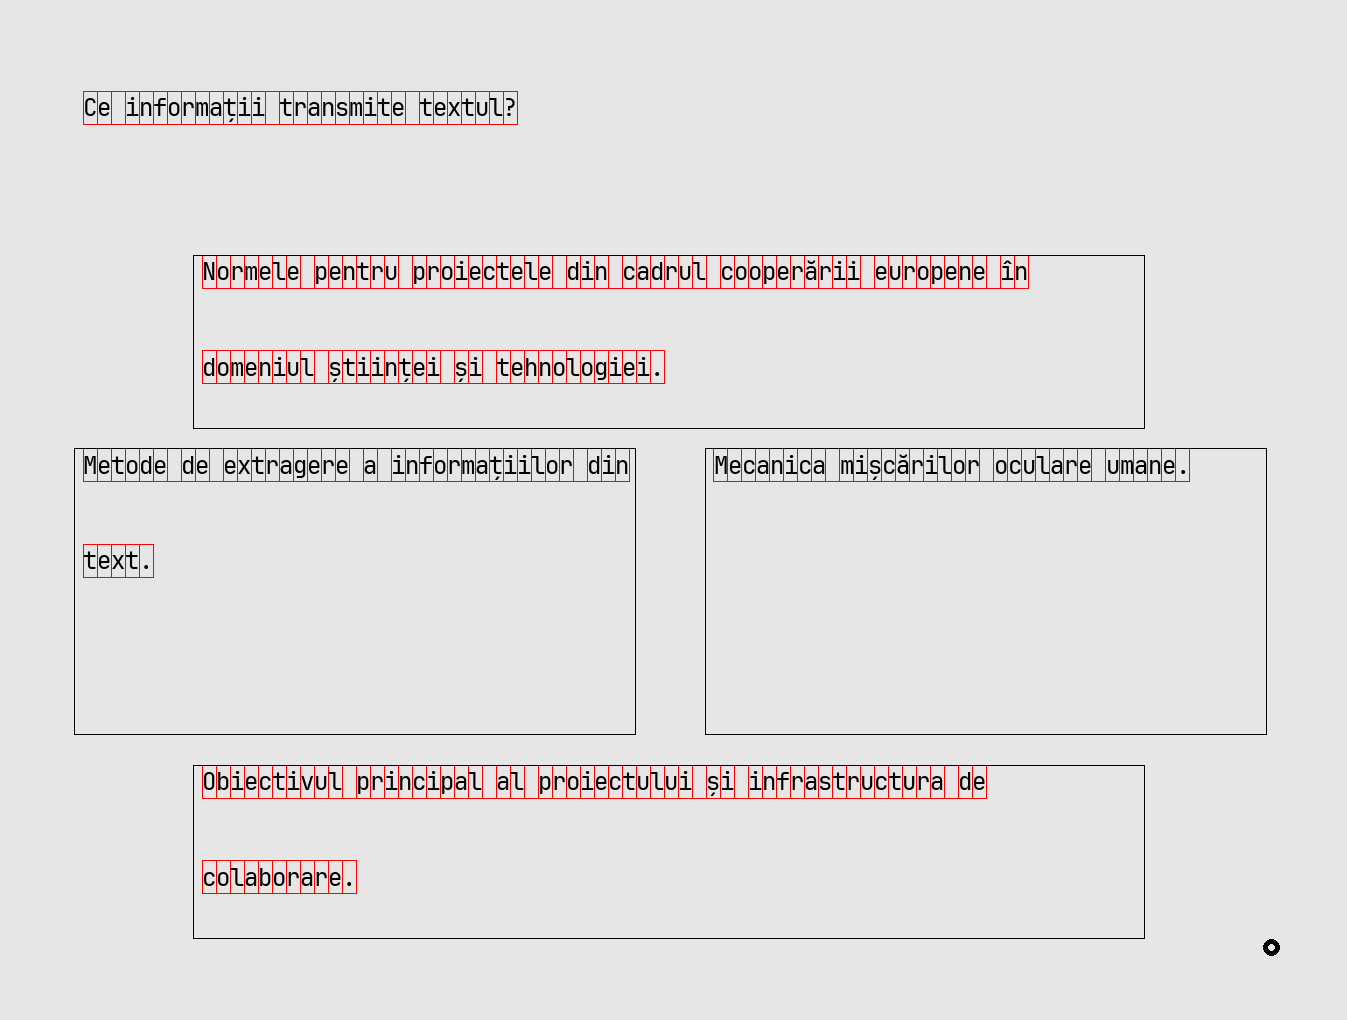 Ce informații transmite textul?
Normele pentru proiectele din cadrul cooperării europene în
domeniul științei și tehnologiei.
Metode de extragere a informațiilor din
text.
Mecanica mișcărilor oculare umane.
Obiectivul principal al proiectului și infrastructura de
colaborare.